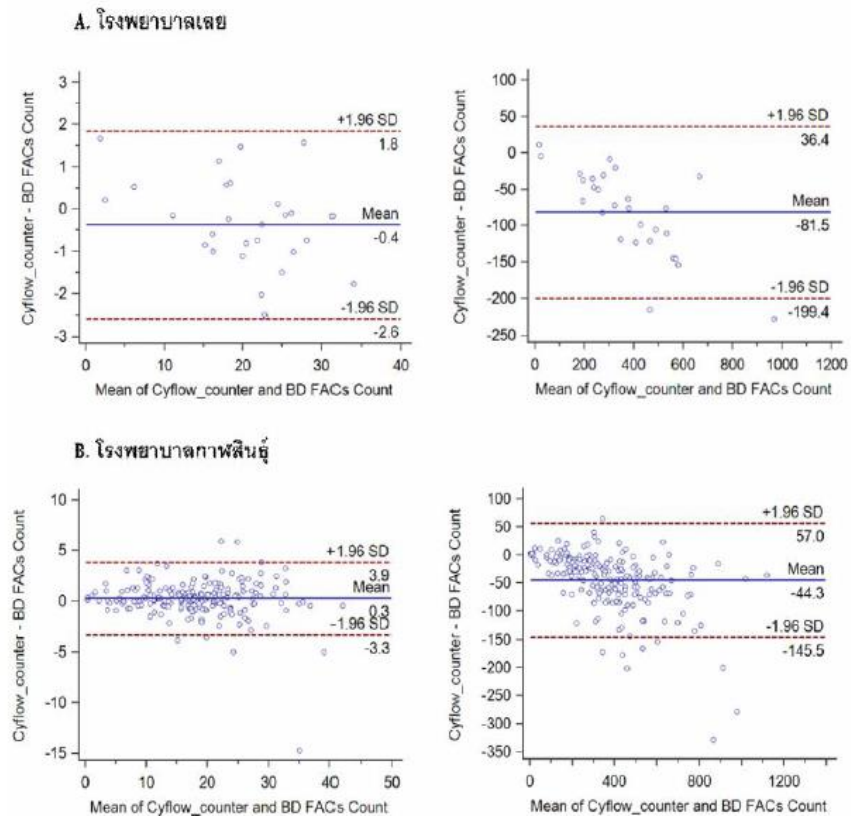 A. โรงพยาบาลเลย
Cyflow_counter - BD FACs Count
3
2
1
0
-1
-2
-3
+1.96 SD
1.8
Mean
-0.4
-1.96 SD
-2.6
0 10 20 30 40
Mean of Cyflow_counter and BD FACs Count
Cyflow_counter - BD FACs Count
100
50
0
-50
-100
-150
-200
-250
+1.96 SD
36.4
Mean
-81.5
-1.96 SD
-199.4
0 200 400 600 800 1000 1200
Mean of Cyflow_counter and BD FACs Count
B. โรงพยาบาลกาฬสินธุ์
Cyflow_counter - BD FACs Count
10
5
0
-5
-10
-15
+1.96 SD
3.9
Mean
0.3
-1.96 SD
-3.3
0 10 20 30 40 50
Mean of Cyflow_counter and BD FACs Count
Cyflow_counter - BD FACs Count
100
50
0
-50
-100
-150
-200
-250
-300
-350
+1.96 SD
57.0
Mean
-44.3
-1.96 SD
-145.5
0 400 800 1200
Mean of Cyflow_counter and BD FACs Count